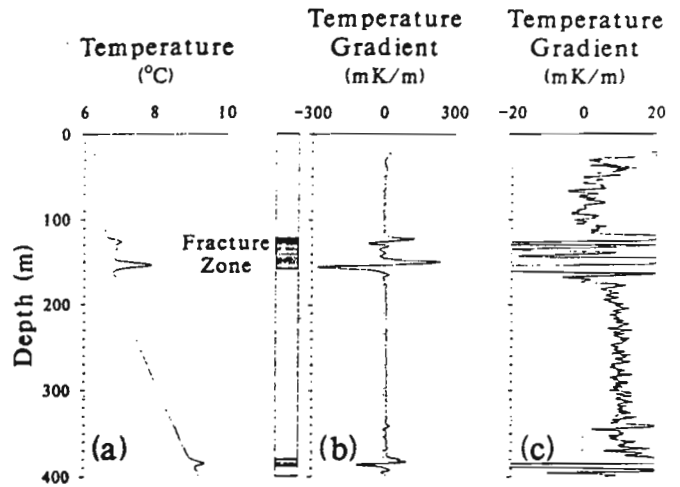 Temperature
(°C)
6 8 10
Temperature
Gradient
(mK/m)
-300 0 300
Temperature
Gradient
(mK/m)
-20 0 20
Depth (m)
0
100
200
300
400
Fracture
Zone
(a)
(b)
(c)